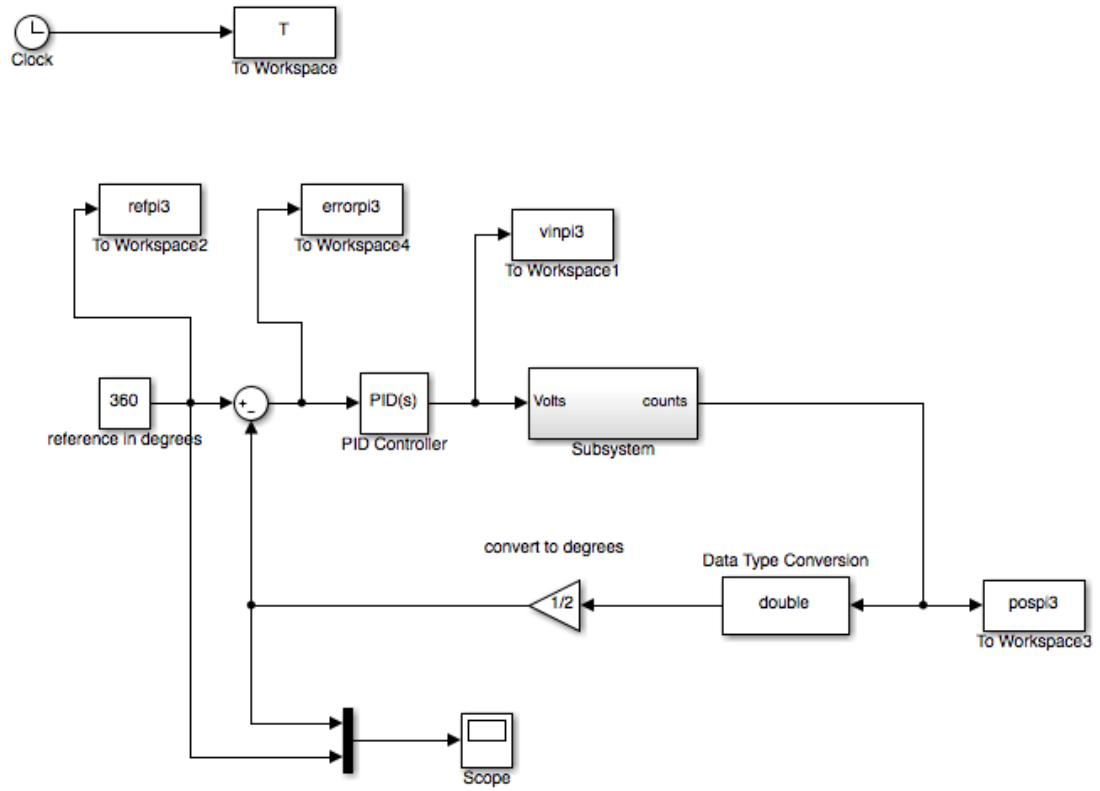 T
Clock
To Workspace
refpi3
To Workspace2
errorpi3
To Workspace4
vinpi3
To Workspace1
360
reference in degrees
+
−
PID(s)
PID Controller
Volts
counts
Subsystem
convert to degrees
1/2
Data Type Conversion
double
pospi3
To Workspace3
Scope